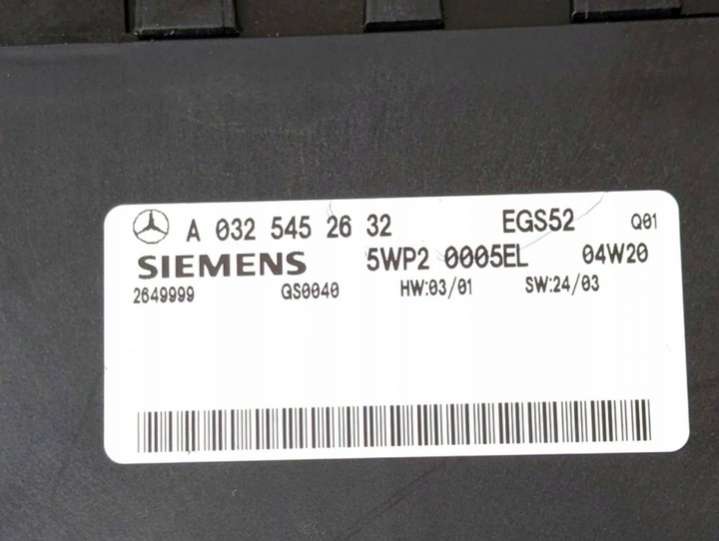 A 032 545 26 32 EGS52 Q01
SIEMENS 5WP2 0005EL 04W20
2649999 GS0040 HW:03/01 SW:24/03